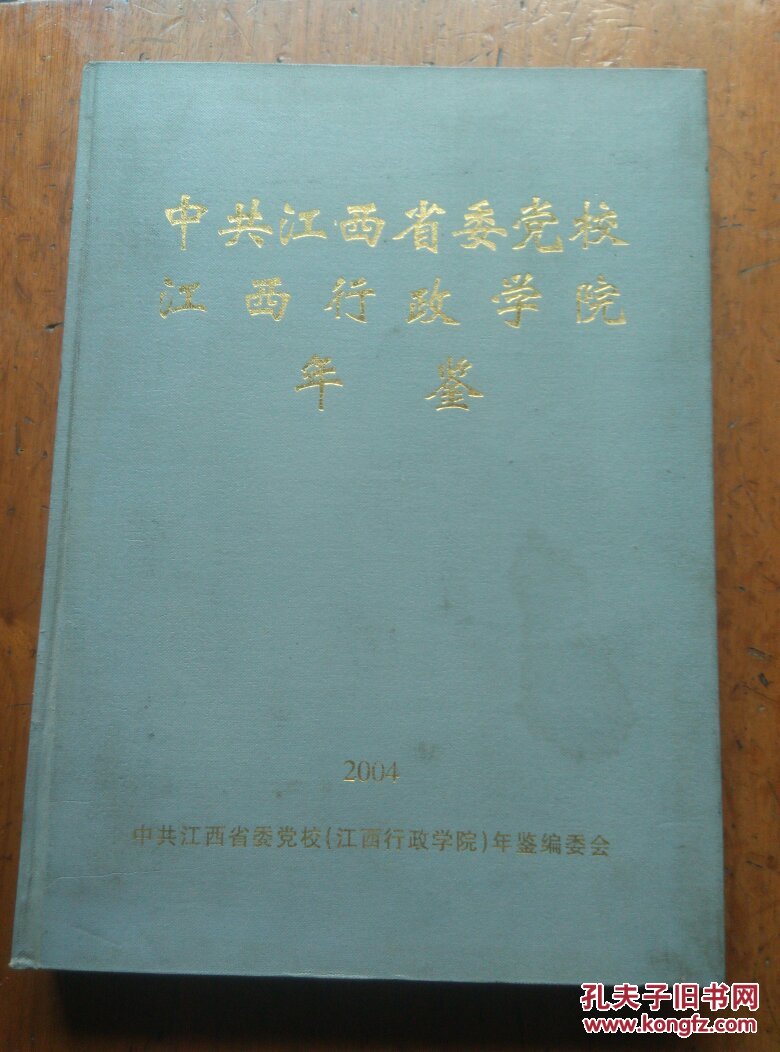 中共江西省委党校
江西行政学院
年鉴
2004
中共江西省委党校(江西行政学院)年鉴编委会
孔夫子旧书网
www.kongfz.com